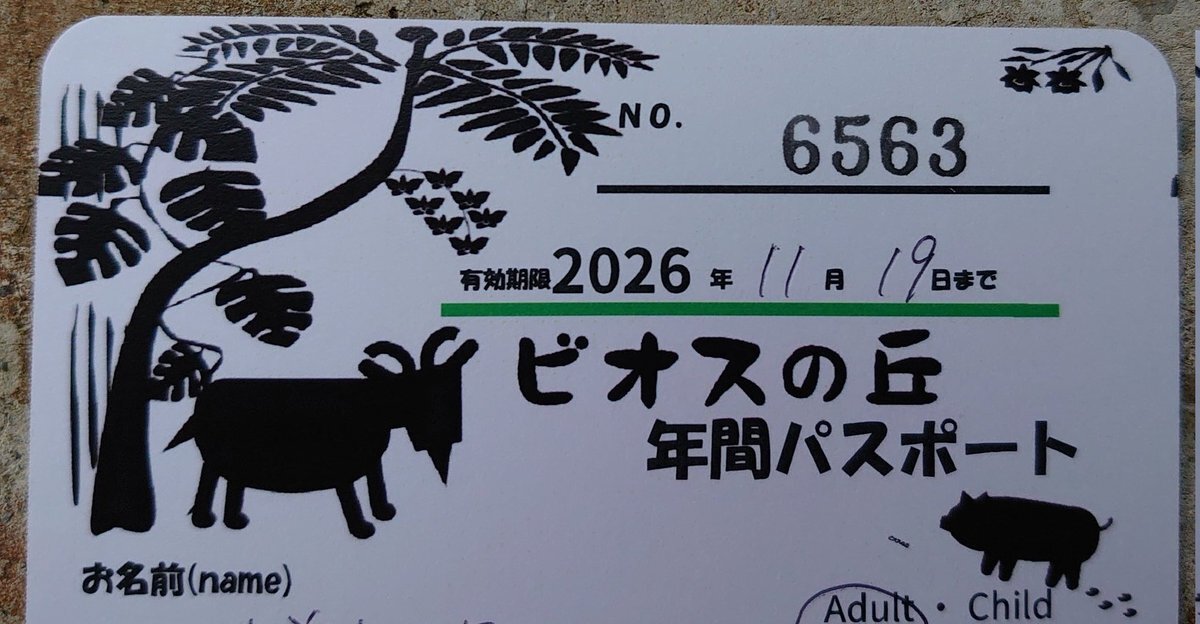 NO. 6563
有効期限2026年 11月 19日まで
ビオスの丘
年間パスポート
お名前(name)
Adult・Child